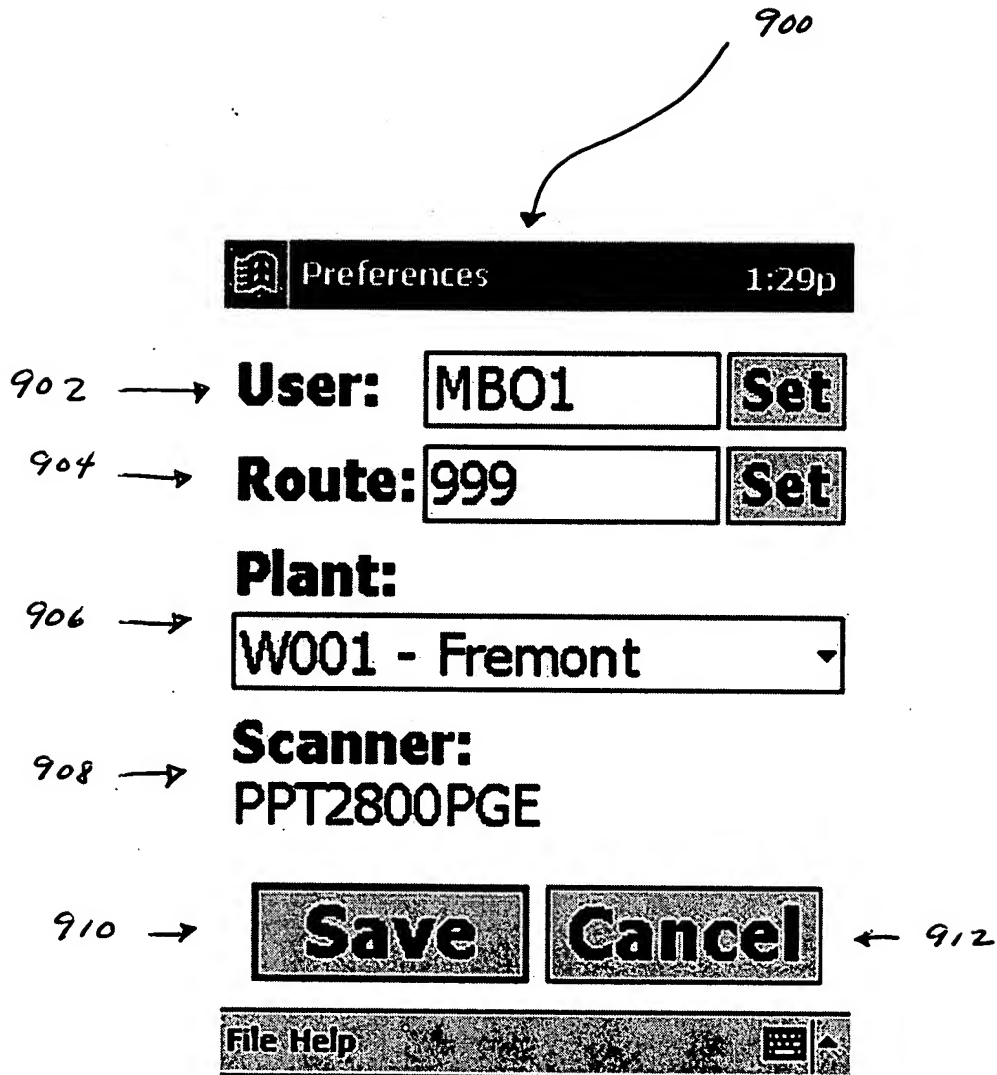 900
Preferences 1:29p
902 User: MBO1 Set
904 Route: 999 Set
Plant:
906 W001 - Fremont
Scanner:
908 PPT2800PGE
910 Save Cancel 912
File Help